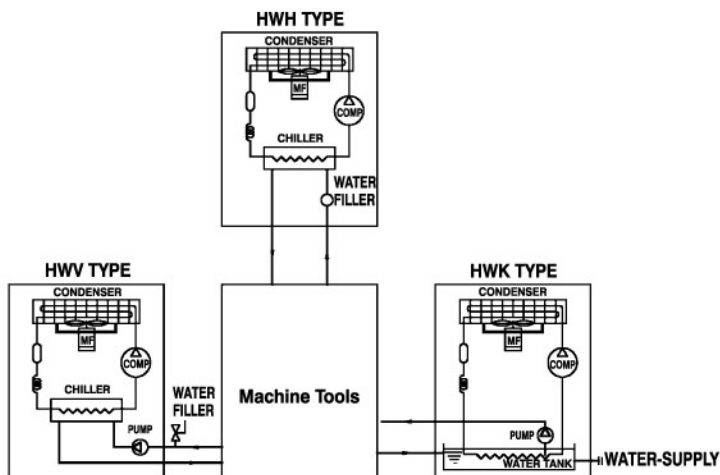 HWH TYPE
CONDENSER
MF
COMP
CHILLER
WATER
FILLER
HWV TYPE
CONDENSER
MF
COMP
CHILLER
WATER
FILLER
PUMP
Machine Tools
HWK TYPE
CONDENSER
MF
COMP
PUMP
WATER TANK
WATER-SUPPLY